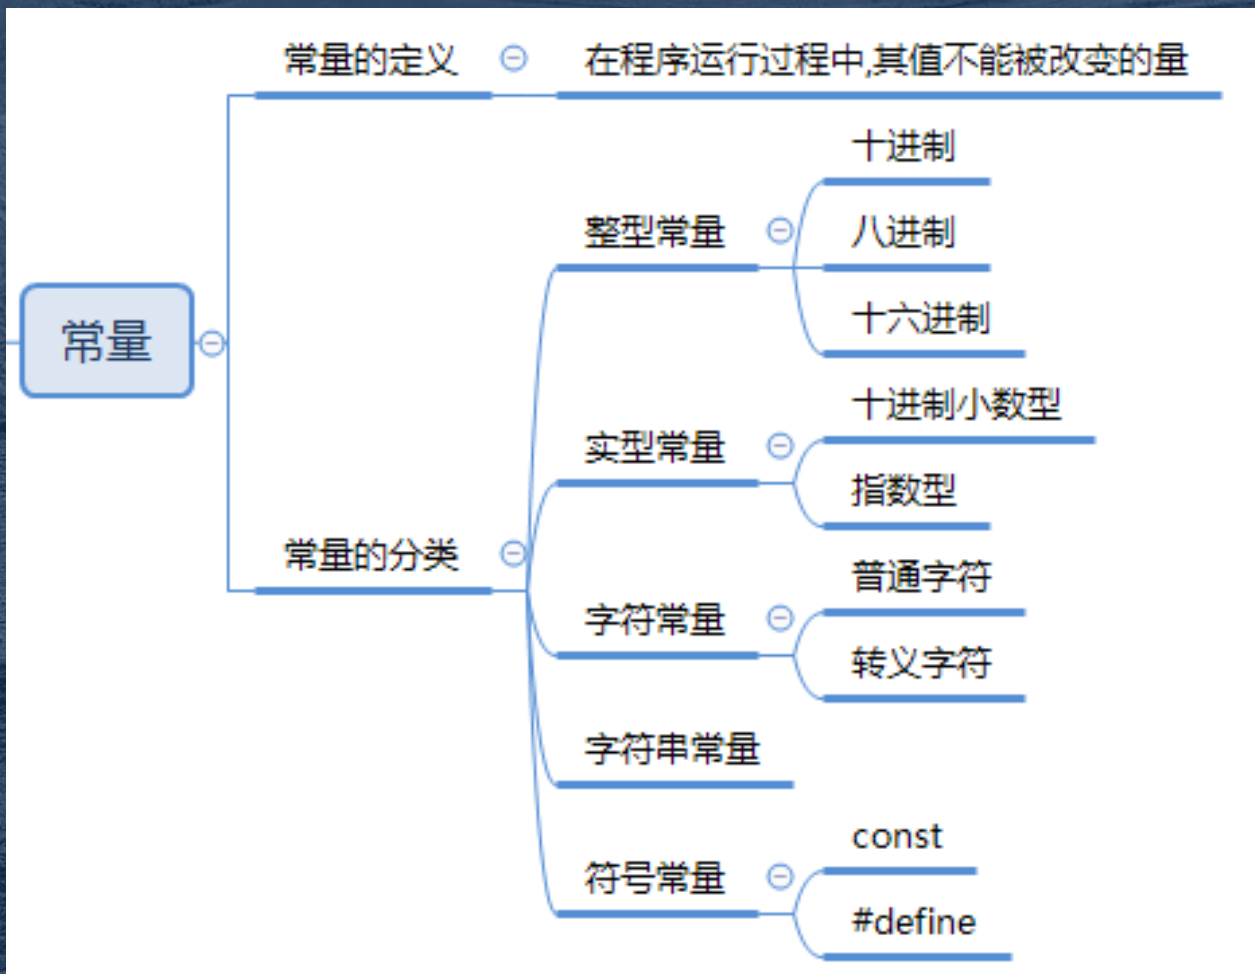 常量
常量的定义
在程序运行过程中,其值不能被改变的量
常量的分类
整型常量
十进制
八进制
十六进制
实型常量
十进制小数型
指数型
字符常量
普通字符
转义字符
字符串常量
符号常量
const
#define